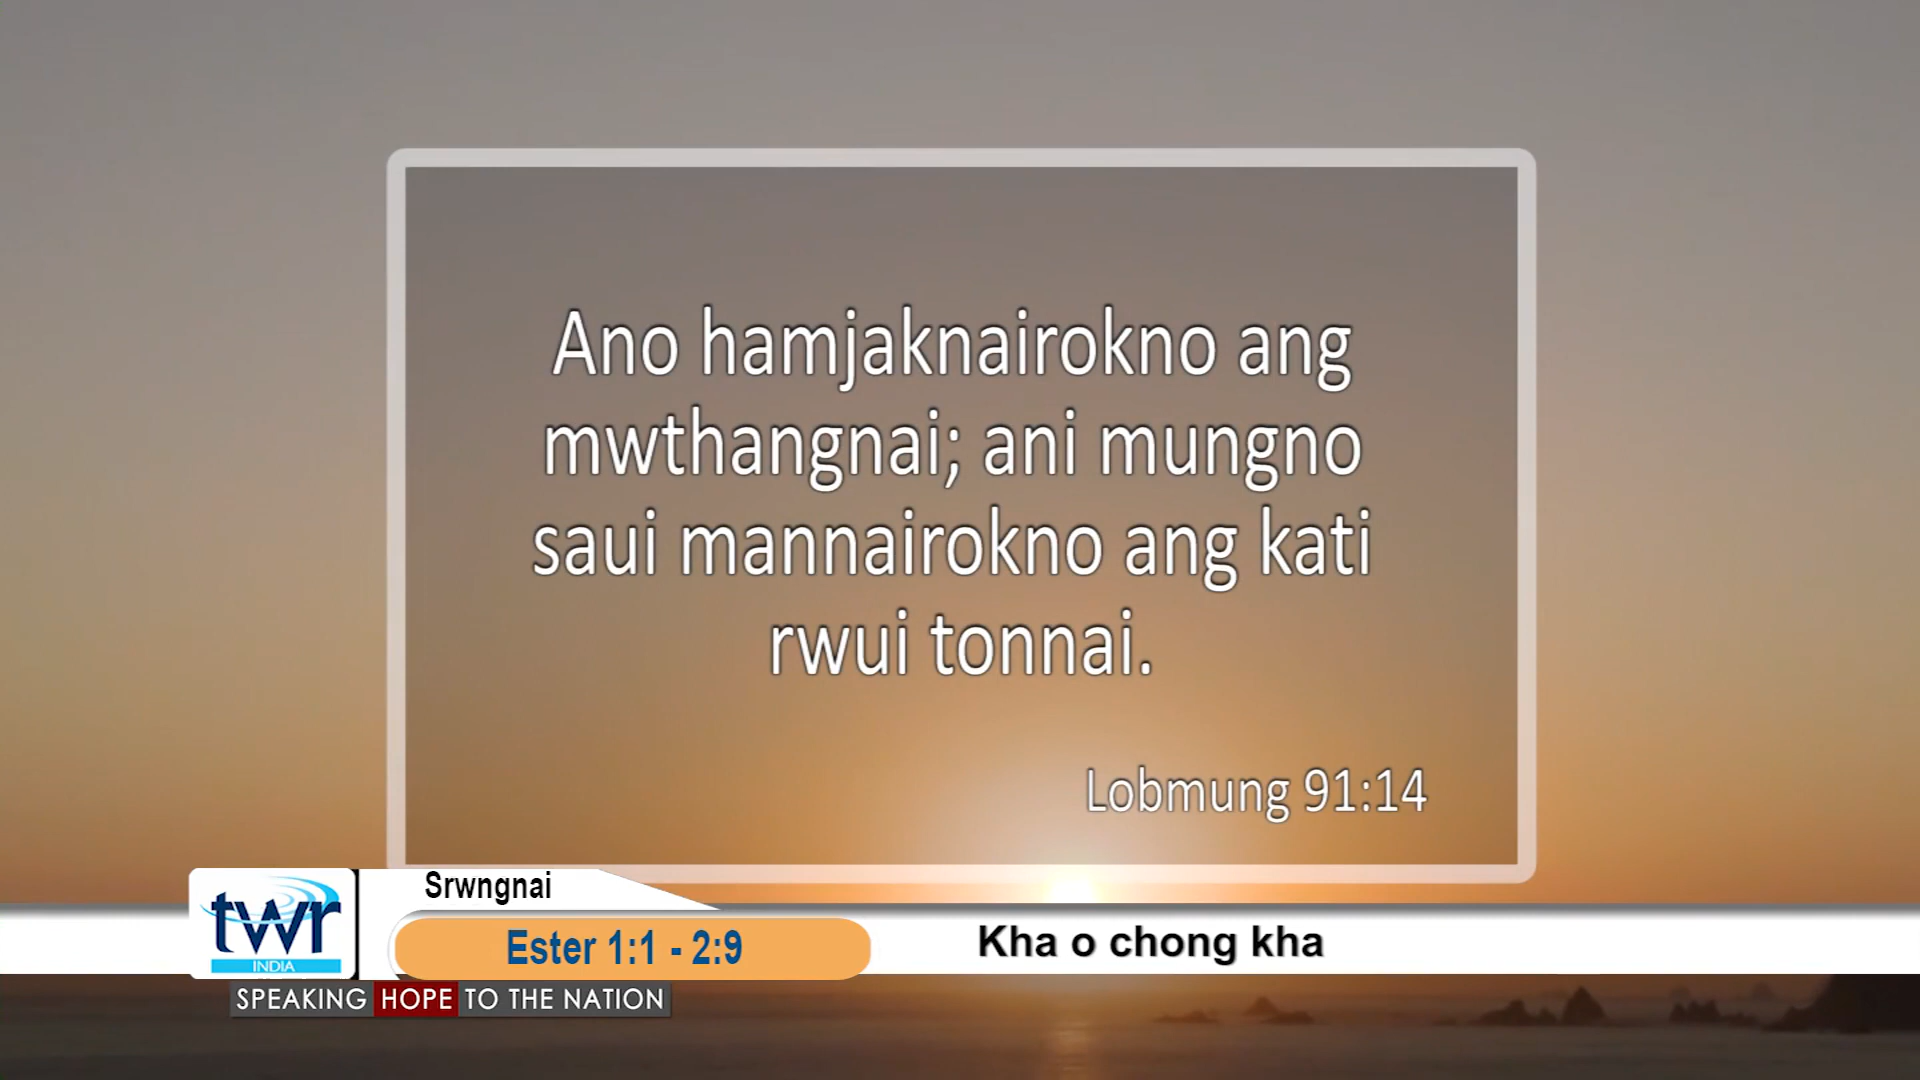 Ano hamjaknairokno ang
mwthangnai; ani mungno
saui mannairokno ang kati
rwui tonnai.
Lobmung 91:14
Srwngnai
twr
INDIA
Ester 1:1 - 2:9
Kha o chong kha
SPEAKING HOPE TO THE NATION